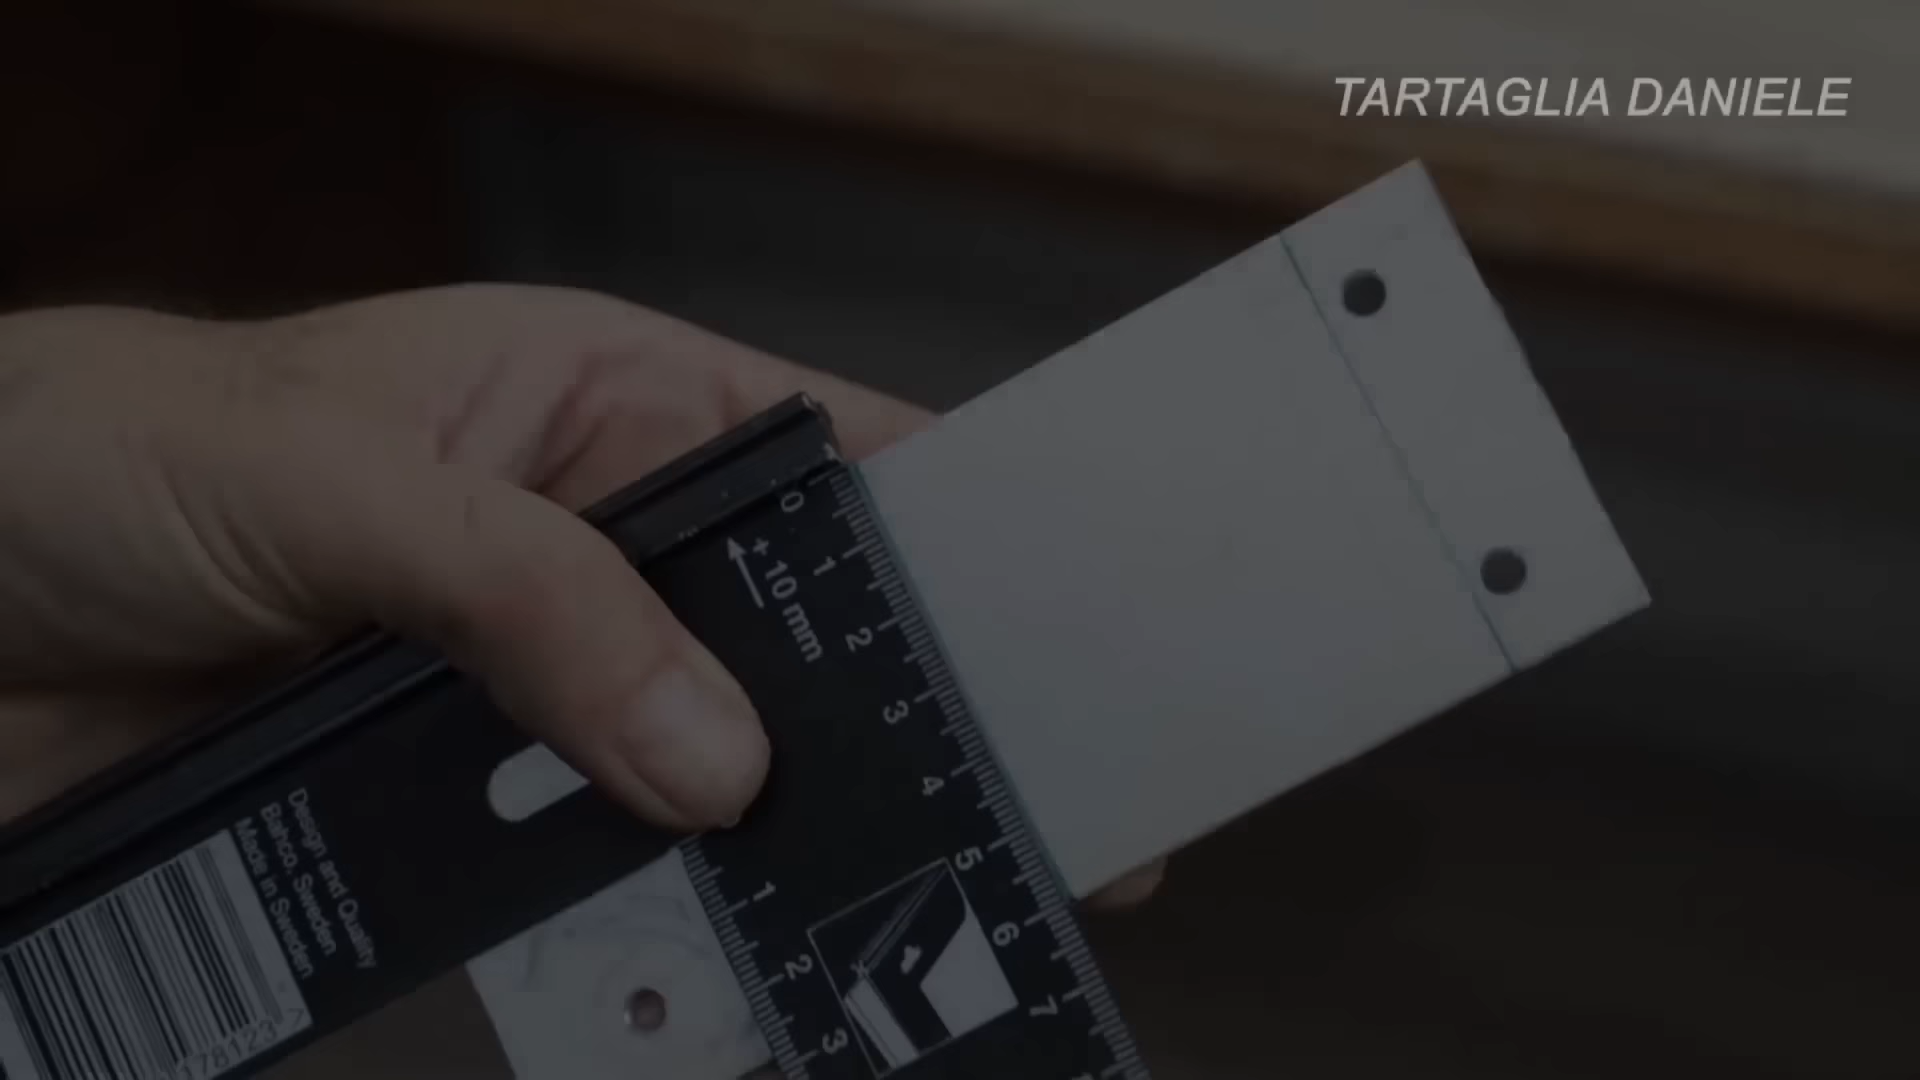 TARTAGLIA DANIELE
0
+ 10 mm
1
2
3
4
5
6
7
Design and Quality
Bahco, Sweden
Made in Sweden
1
2
3
178123 >